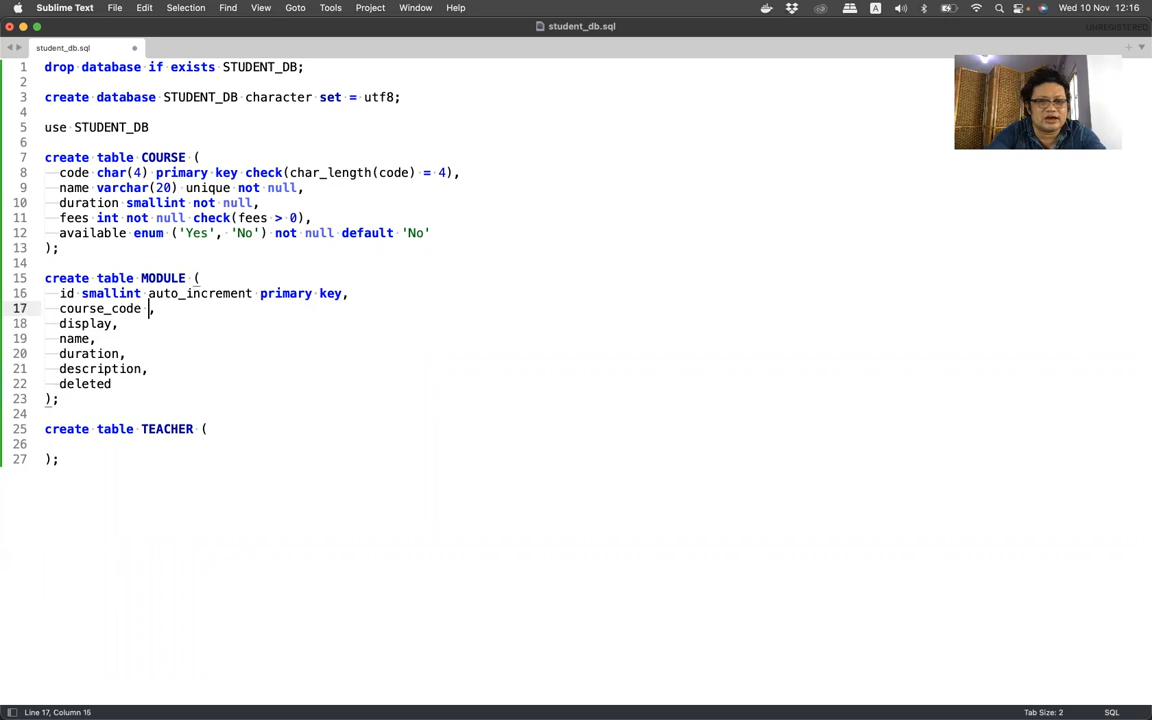 Sublime Text File Edit Selection Find View Goto Tools Project Window Help A Wed 10 Nov 12:16
student_db.sql UNREGISTERED
student_db.sql
1 drop database if exists STUDENT_DB;
2
3 create database STUDENT_DB character set = utf8;
4
5 use STUDENT_DB
6
7 create table COURSE (
8 code char(4) primary key check(char_length(code) = 4),
9 name varchar(20) unique not null,
10 duration smallint not null,
11 fees int not null check(fees > 0),
12 available enum ('Yes', 'No') not null default 'No'
13 );
14
15 create table MODULE (
16 id smallint auto_increment primary key,
17 course_code ,
18 display,
19 name,
20 duration,
21 description,
22 deleted
23 );
24
25 create table TEACHER (
26
27 );
Line 17, Column 15 Tab Size: 2 SQL